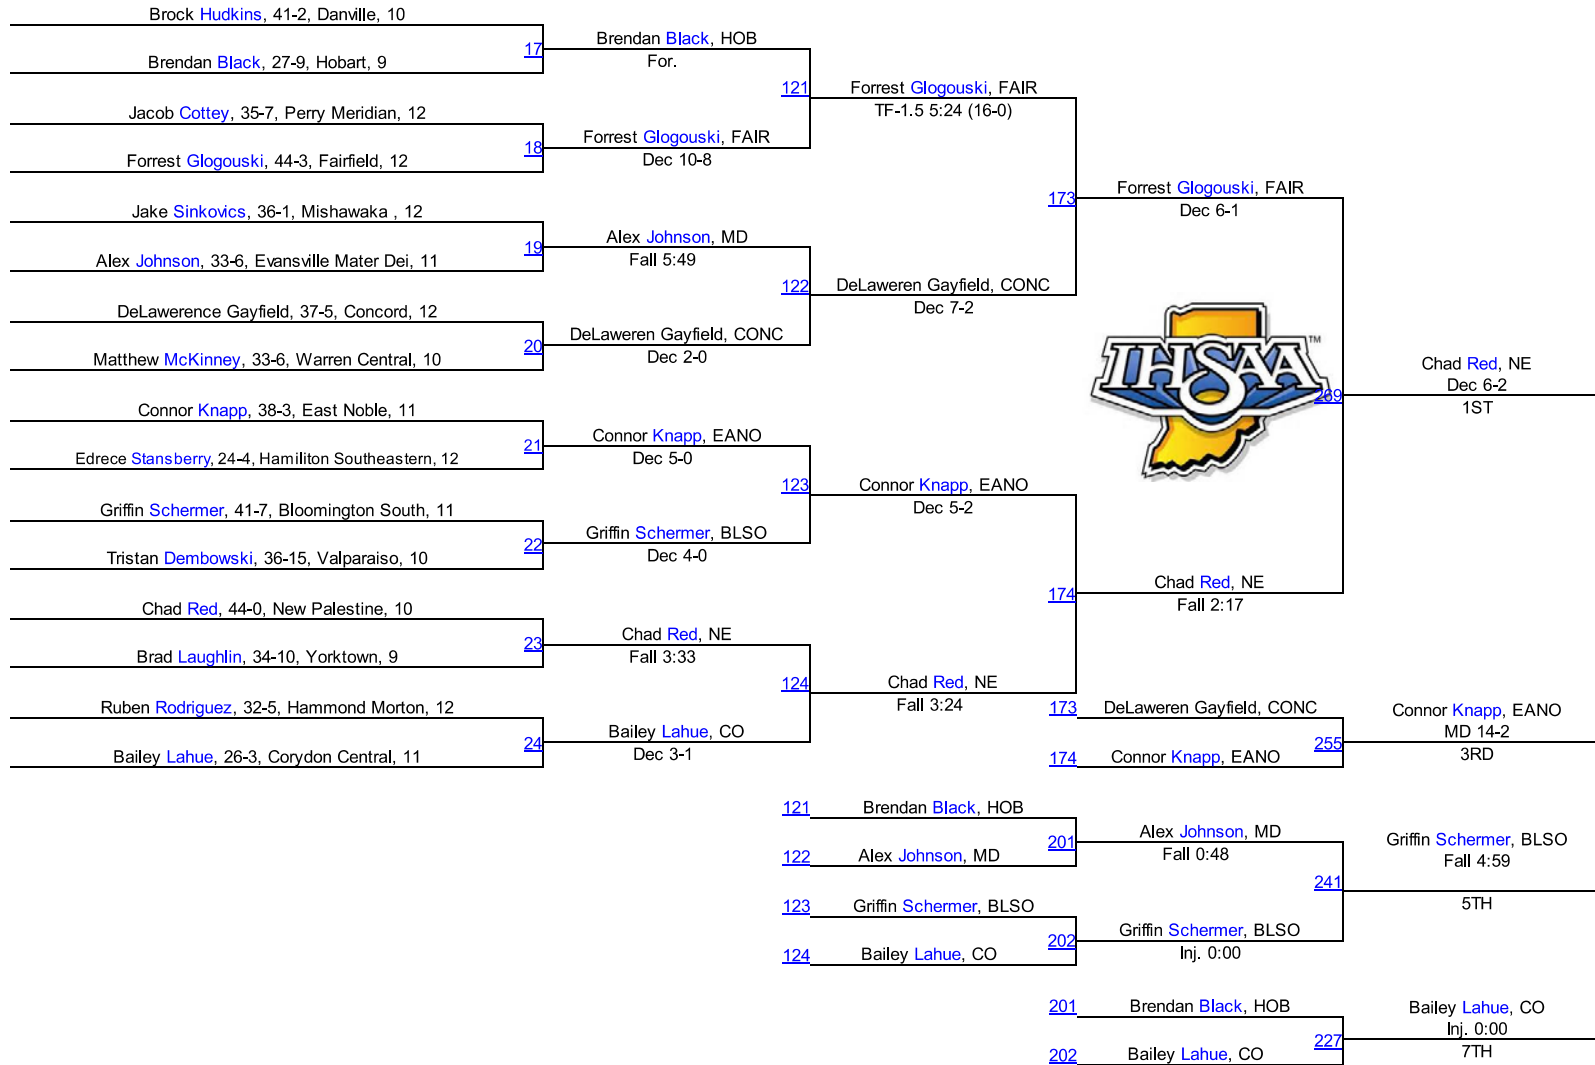 Brock Hudkins, 41-2, Danville, 10
Brendan Black, 27-9, Hobart, 9
17
Jacob Cottey, 35-7, Perry Meridian, 12
Forrest Glogouski, 44-3, Fairfield, 12
18
Jake Sinkovics, 36-1, Mishawaka , 12
Alex Johnson, 33-6, Evansville Mater Dei, 11
19
DeLawerence Gayfield, 37-5, Concord, 12
Matthew McKinney, 33-6, Warren Central, 10
20
Connor Knapp, 38-3, East Noble, 11
Edrece Stansberry, 24-4, Hamiliton Southeastern, 12
21
Griffin Schermer, 41-7, Bloomington South, 11
Tristan Dembowski, 36-15, Valparaiso, 10
22
Chad Red, 44-0, New Palestine, 10
Brad Laughlin, 34-10, Yorktown, 9
23
Ruben Rodriguez, 32-5, Hammond Morton, 12
Bailey Lahue, 26-3, Corydon Central, 11
24
Brendan Black, HOB
For.
121
Forrest Glogouski, FAIR
Dec 10-8
Alex Johnson, MD
Fall 5:49
122
DeLaweren Gayfield, CONC
Dec 2-0
Connor Knapp, EANO
Dec 5-0
123
Griffin Schermer, BLSO
Dec 4-0
Chad Red, NE
Fall 3:33
124
Bailey Lahue, CO
Dec 3-1
Forrest Glogouski, FAIR
TF-1.5 5:24 (16-0)
173
DeLaweren Gayfield, CONC
Dec 7-2
Connor Knapp, EANO
Dec 5-2
174
Chad Red, NE
Fall 3:24
Forrest Glogouski, FAIR
Dec 6-1
IHSAA TM
269
Chad Red, NE
Fall 2:17
Chad Red, NE
Dec 6-2
1ST
173 DeLaweren Gayfield, CONC
174 Connor Knapp, EANO
255
Connor Knapp, EANO
MD 14-2
3RD
121 Brendan Black, HOB
122 Alex Johnson, MD
201
123 Griffin Schermer, BLSO
124 Bailey Lahue, CO
202
Alex Johnson, MD
Fall 0:48
241
Griffin Schermer, BLSO
Inj. 0:00
Griffin Schermer, BLSO
Fall 4:59
5TH
201 Brendan Black, HOB
202 Bailey Lahue, CO
227
Bailey Lahue, CO
Inj. 0:00
7TH